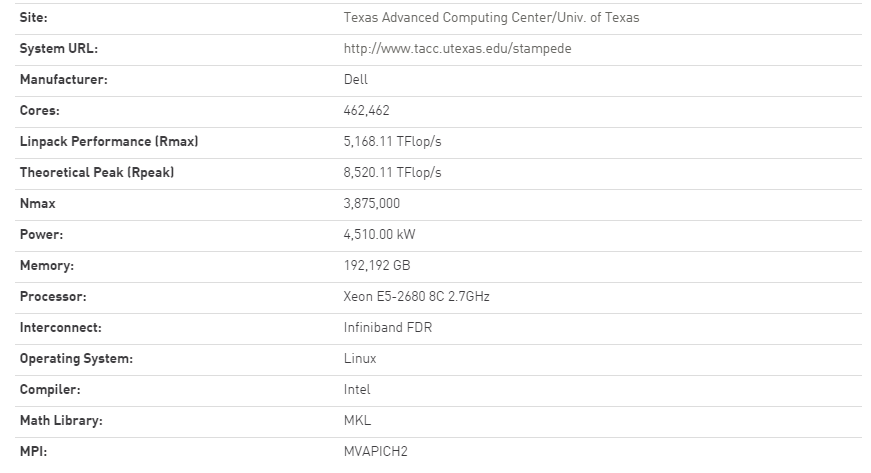 Site: Texas Advanced Computing Center/Univ. of Texas
System URL: http://www.tacc.utexas.edu/stampede
Manufacturer: Dell
Cores: 462,462
Linpack Performance (Rmax) 5,168.11 TFlop/s
Theoretical Peak (Rpeak) 8,520.11 TFlop/s
Nmax 3,875,000
Power: 4,510.00 kW
Memory: 192,192 GB
Processor: Xeon E5-2680 8C 2.7GHz
Interconnect: Infiniband FDR
Operating System: Linux
Compiler: Intel
Math Library: MKL
MPI: MVAPICH2